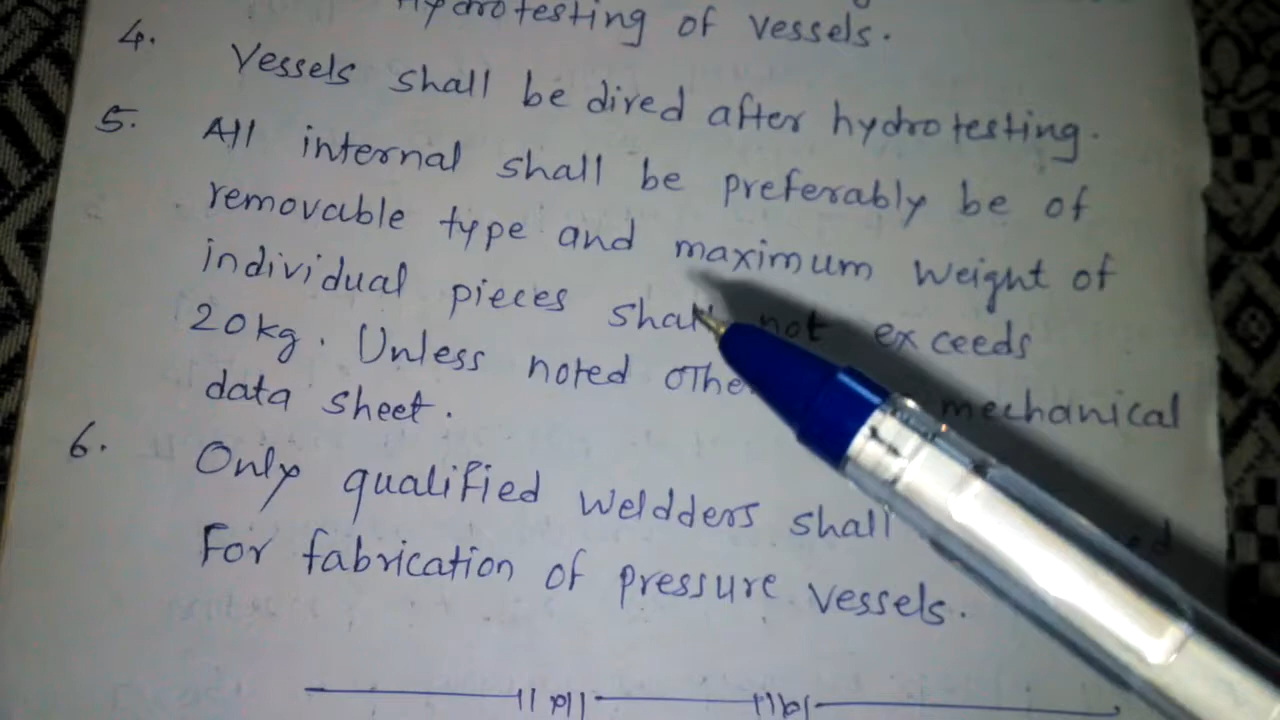 Hydrotesting of vessels.
4. Vessels shall be dired after hydrotesting.
5. All internal shall be preferably be of
removable type and maximum weight of
individual pieces shall not exceeds
20kg. Unless noted mechanical
data sheet.
6. Only qualified weldders shall
For fabrication of pressure vessels.